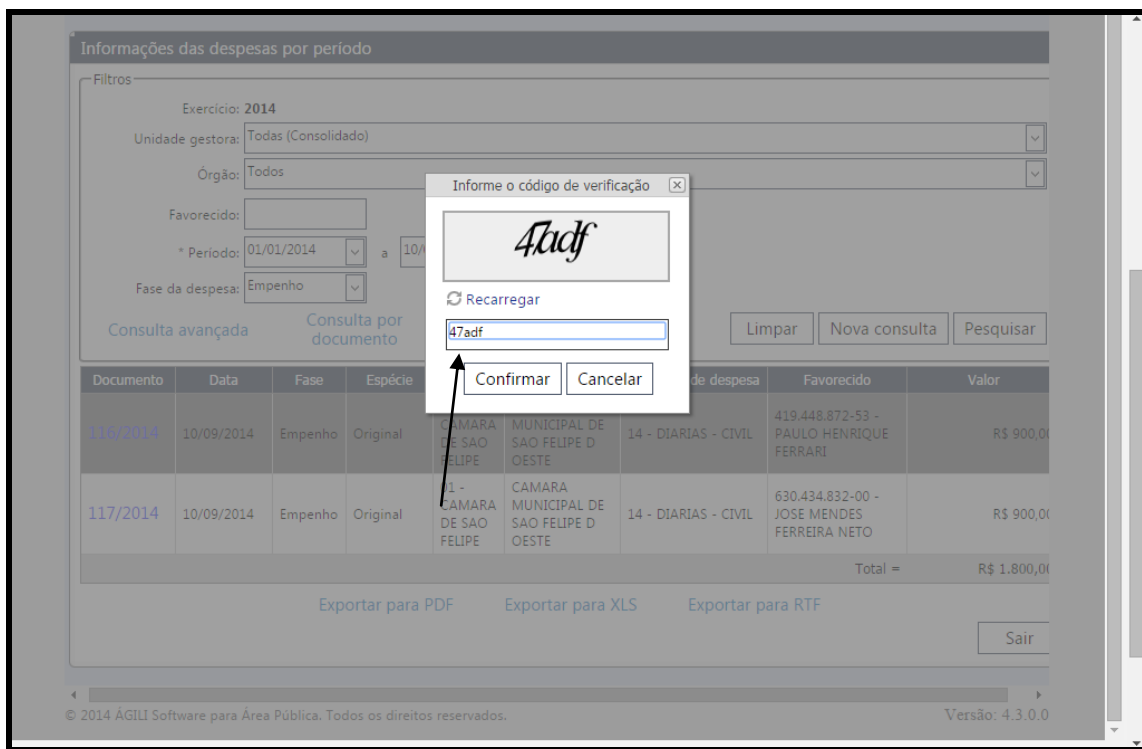 Informações das despesas por período
Filtros
Exercício: 2014
Unidade gestora: Todas (Consolidado)
Órgão: Todos
Favorecido:
* Período: 01/01/2014 a 10/0
Fase da despesa: Empenho
Consulta avançada
Consulta por
documento
Limpar
Nova consulta
Pesquisar
Informe o código de verificação
47adf
Recarregar
47adf
Confirmar
Cancelar
Documento Data Fase Espécie de despesa Favorecido Valor
116/2014 10/09/2014 Empenho Original
CAMARA
DE SAO
FELIPE
MUNICIPAL DE
SAO FELIPE D
OESTE
14 - DIARIAS - CIVIL
419.448.872-53 -
PAULO HENRIQUE
FERRARI
R$ 900,00
117/2014 10/09/2014 Empenho Original
01 -
CAMARA
DE SAO
FELIPE
CAMARA
MUNICIPAL DE
SAO FELIPE D
OESTE
14 - DIARIAS - CIVIL
630.434.832-00 -
JOSE MENDES
FERREIRA NETO
R$ 900,00
Total = R$ 1.800,00
Exportar para PDF
Exportar para XLS
Exportar para RTF
Sair
© 2014 ÁGILI Software para Área Pública. Todos os direitos reservados.
Versão: 4.3.0.0